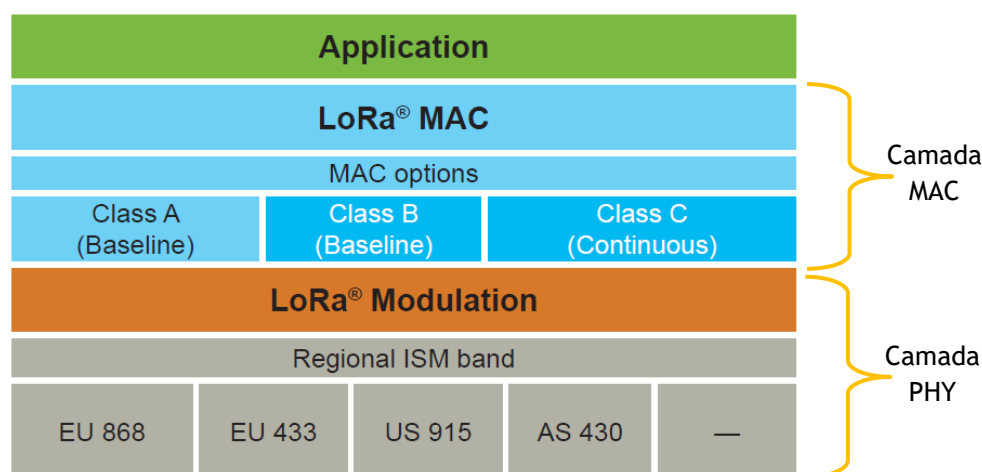 Application
LoRa® MAC
MAC options
Class A
(Baseline)
Class B
(Baseline)
Class C
(Continuous)
Camada
MAC
LoRa® Modulation
Regional ISM band
EU 868
EU 433
US 915
AS 430
—
Camada
PHY